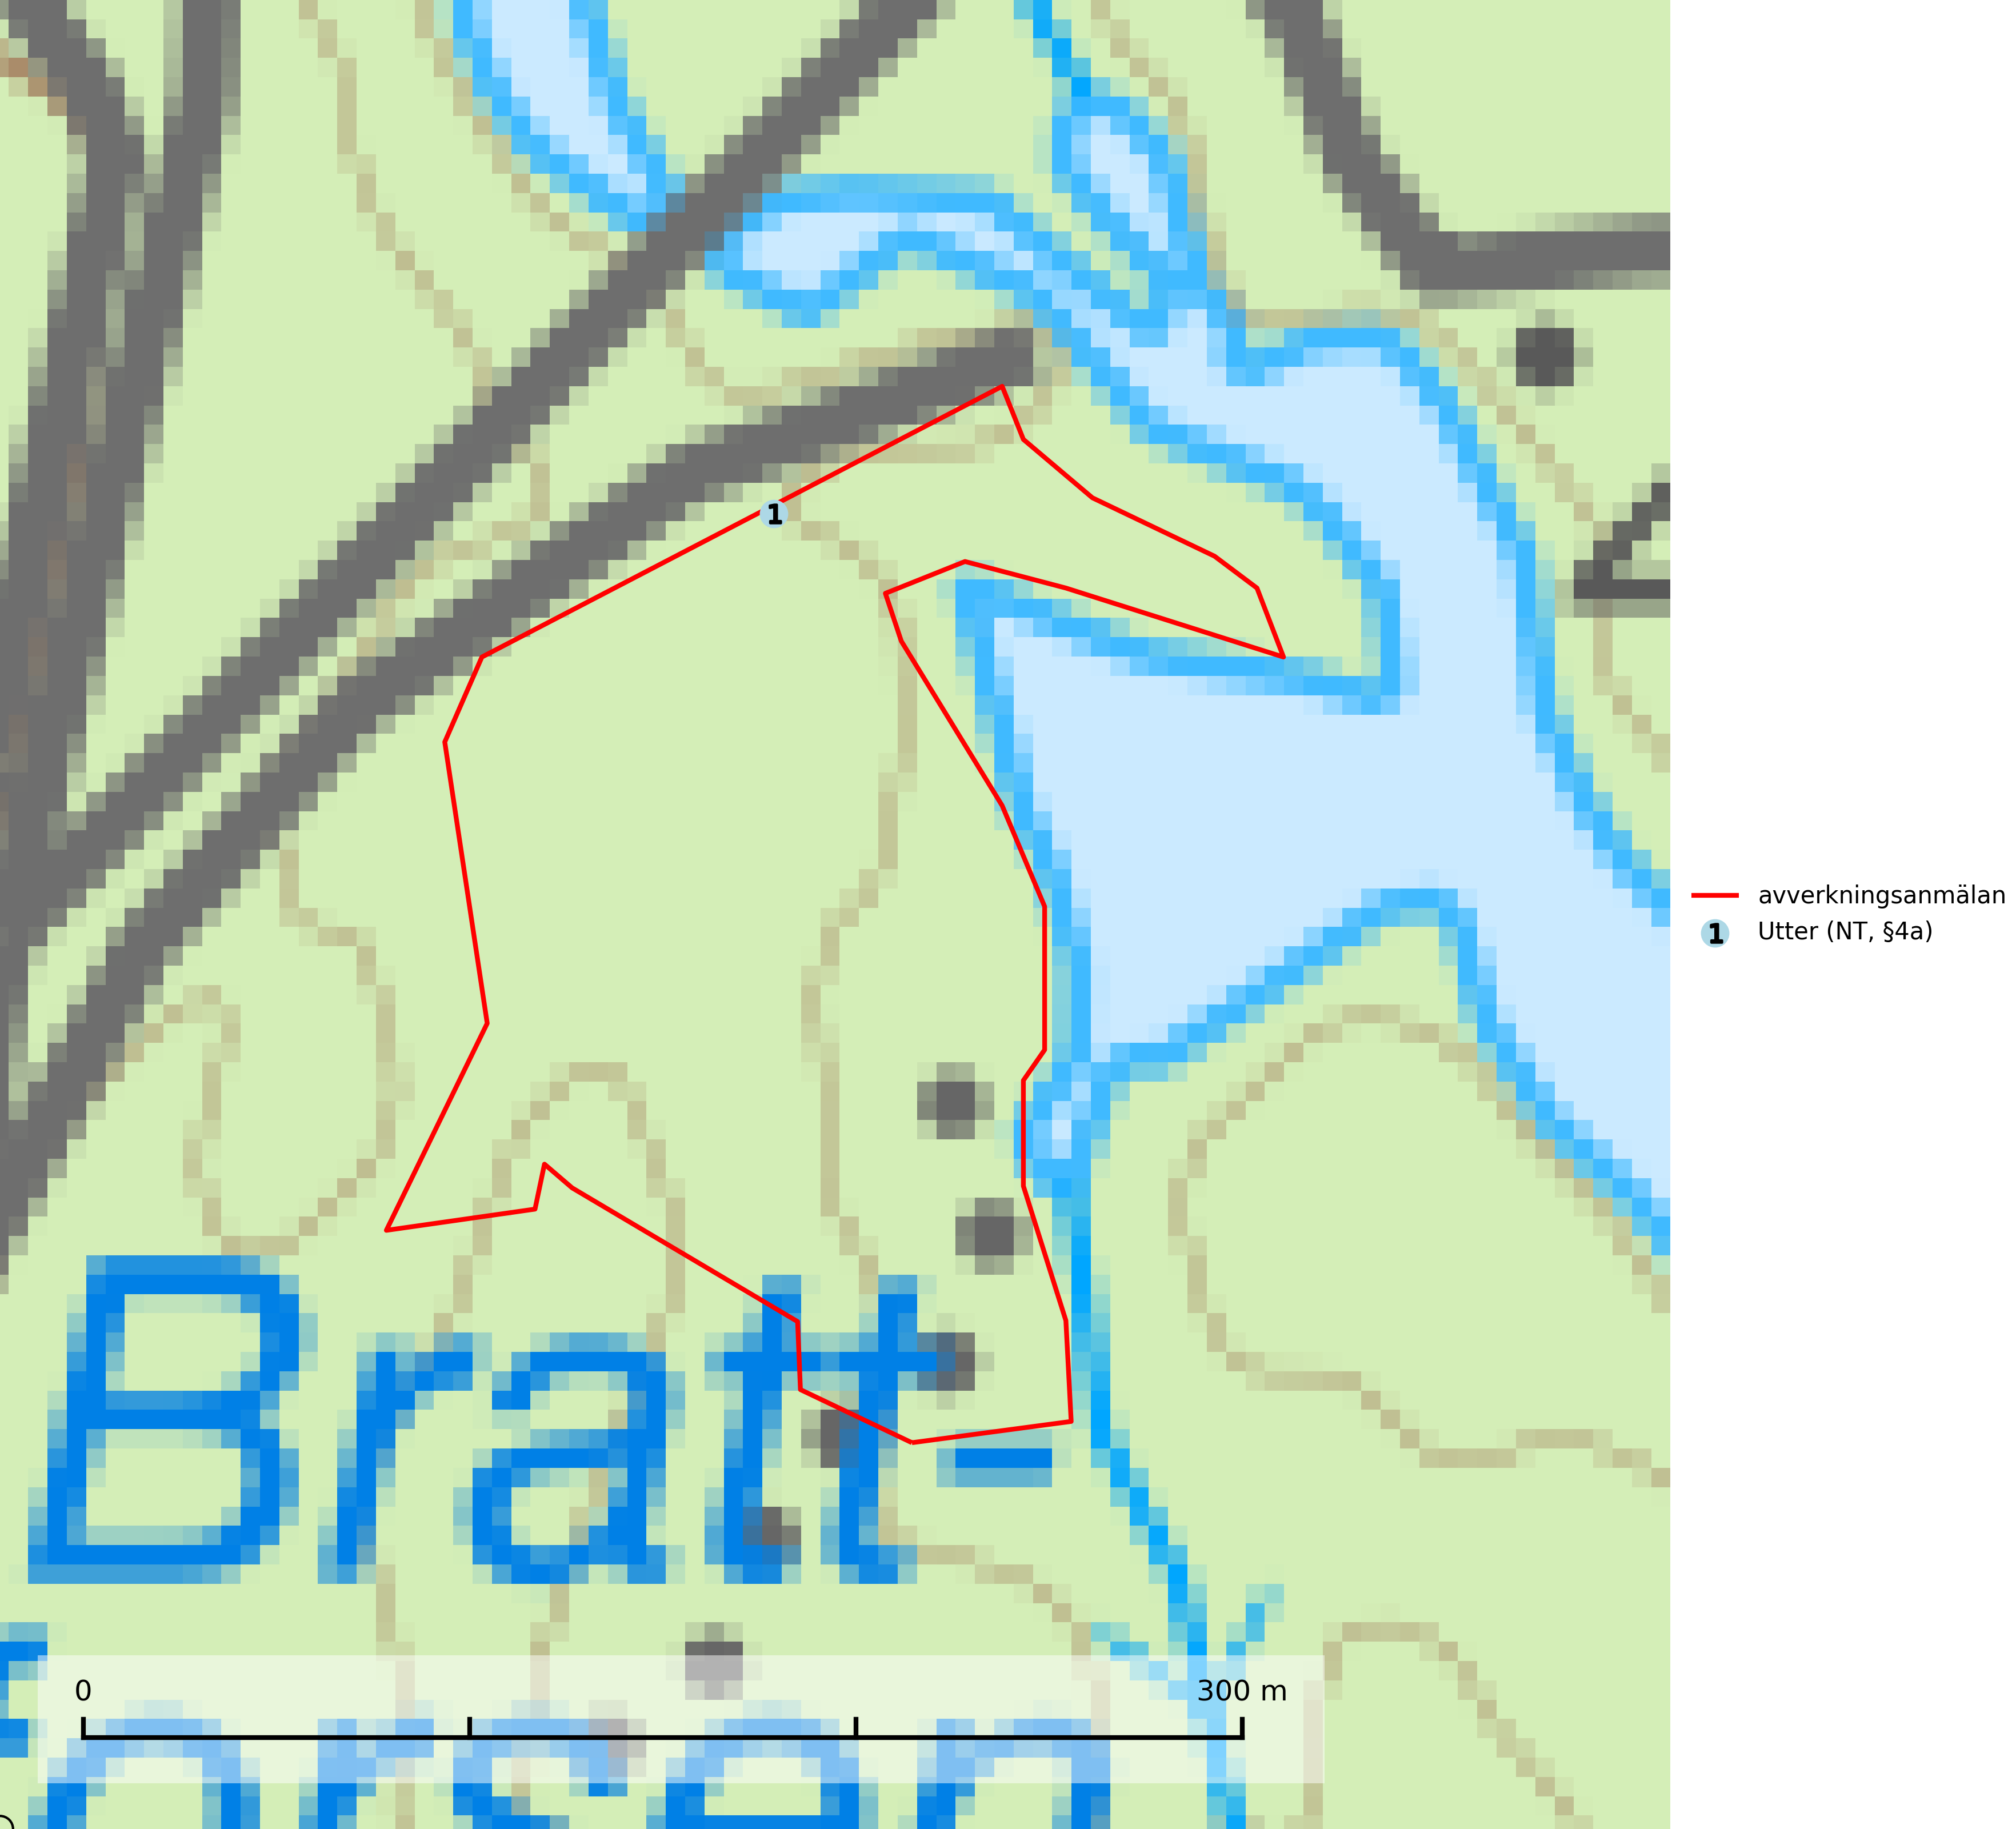 1
avverkningsanmälan
1 Utter (NT, §4a)
Bratt-
0 300 m